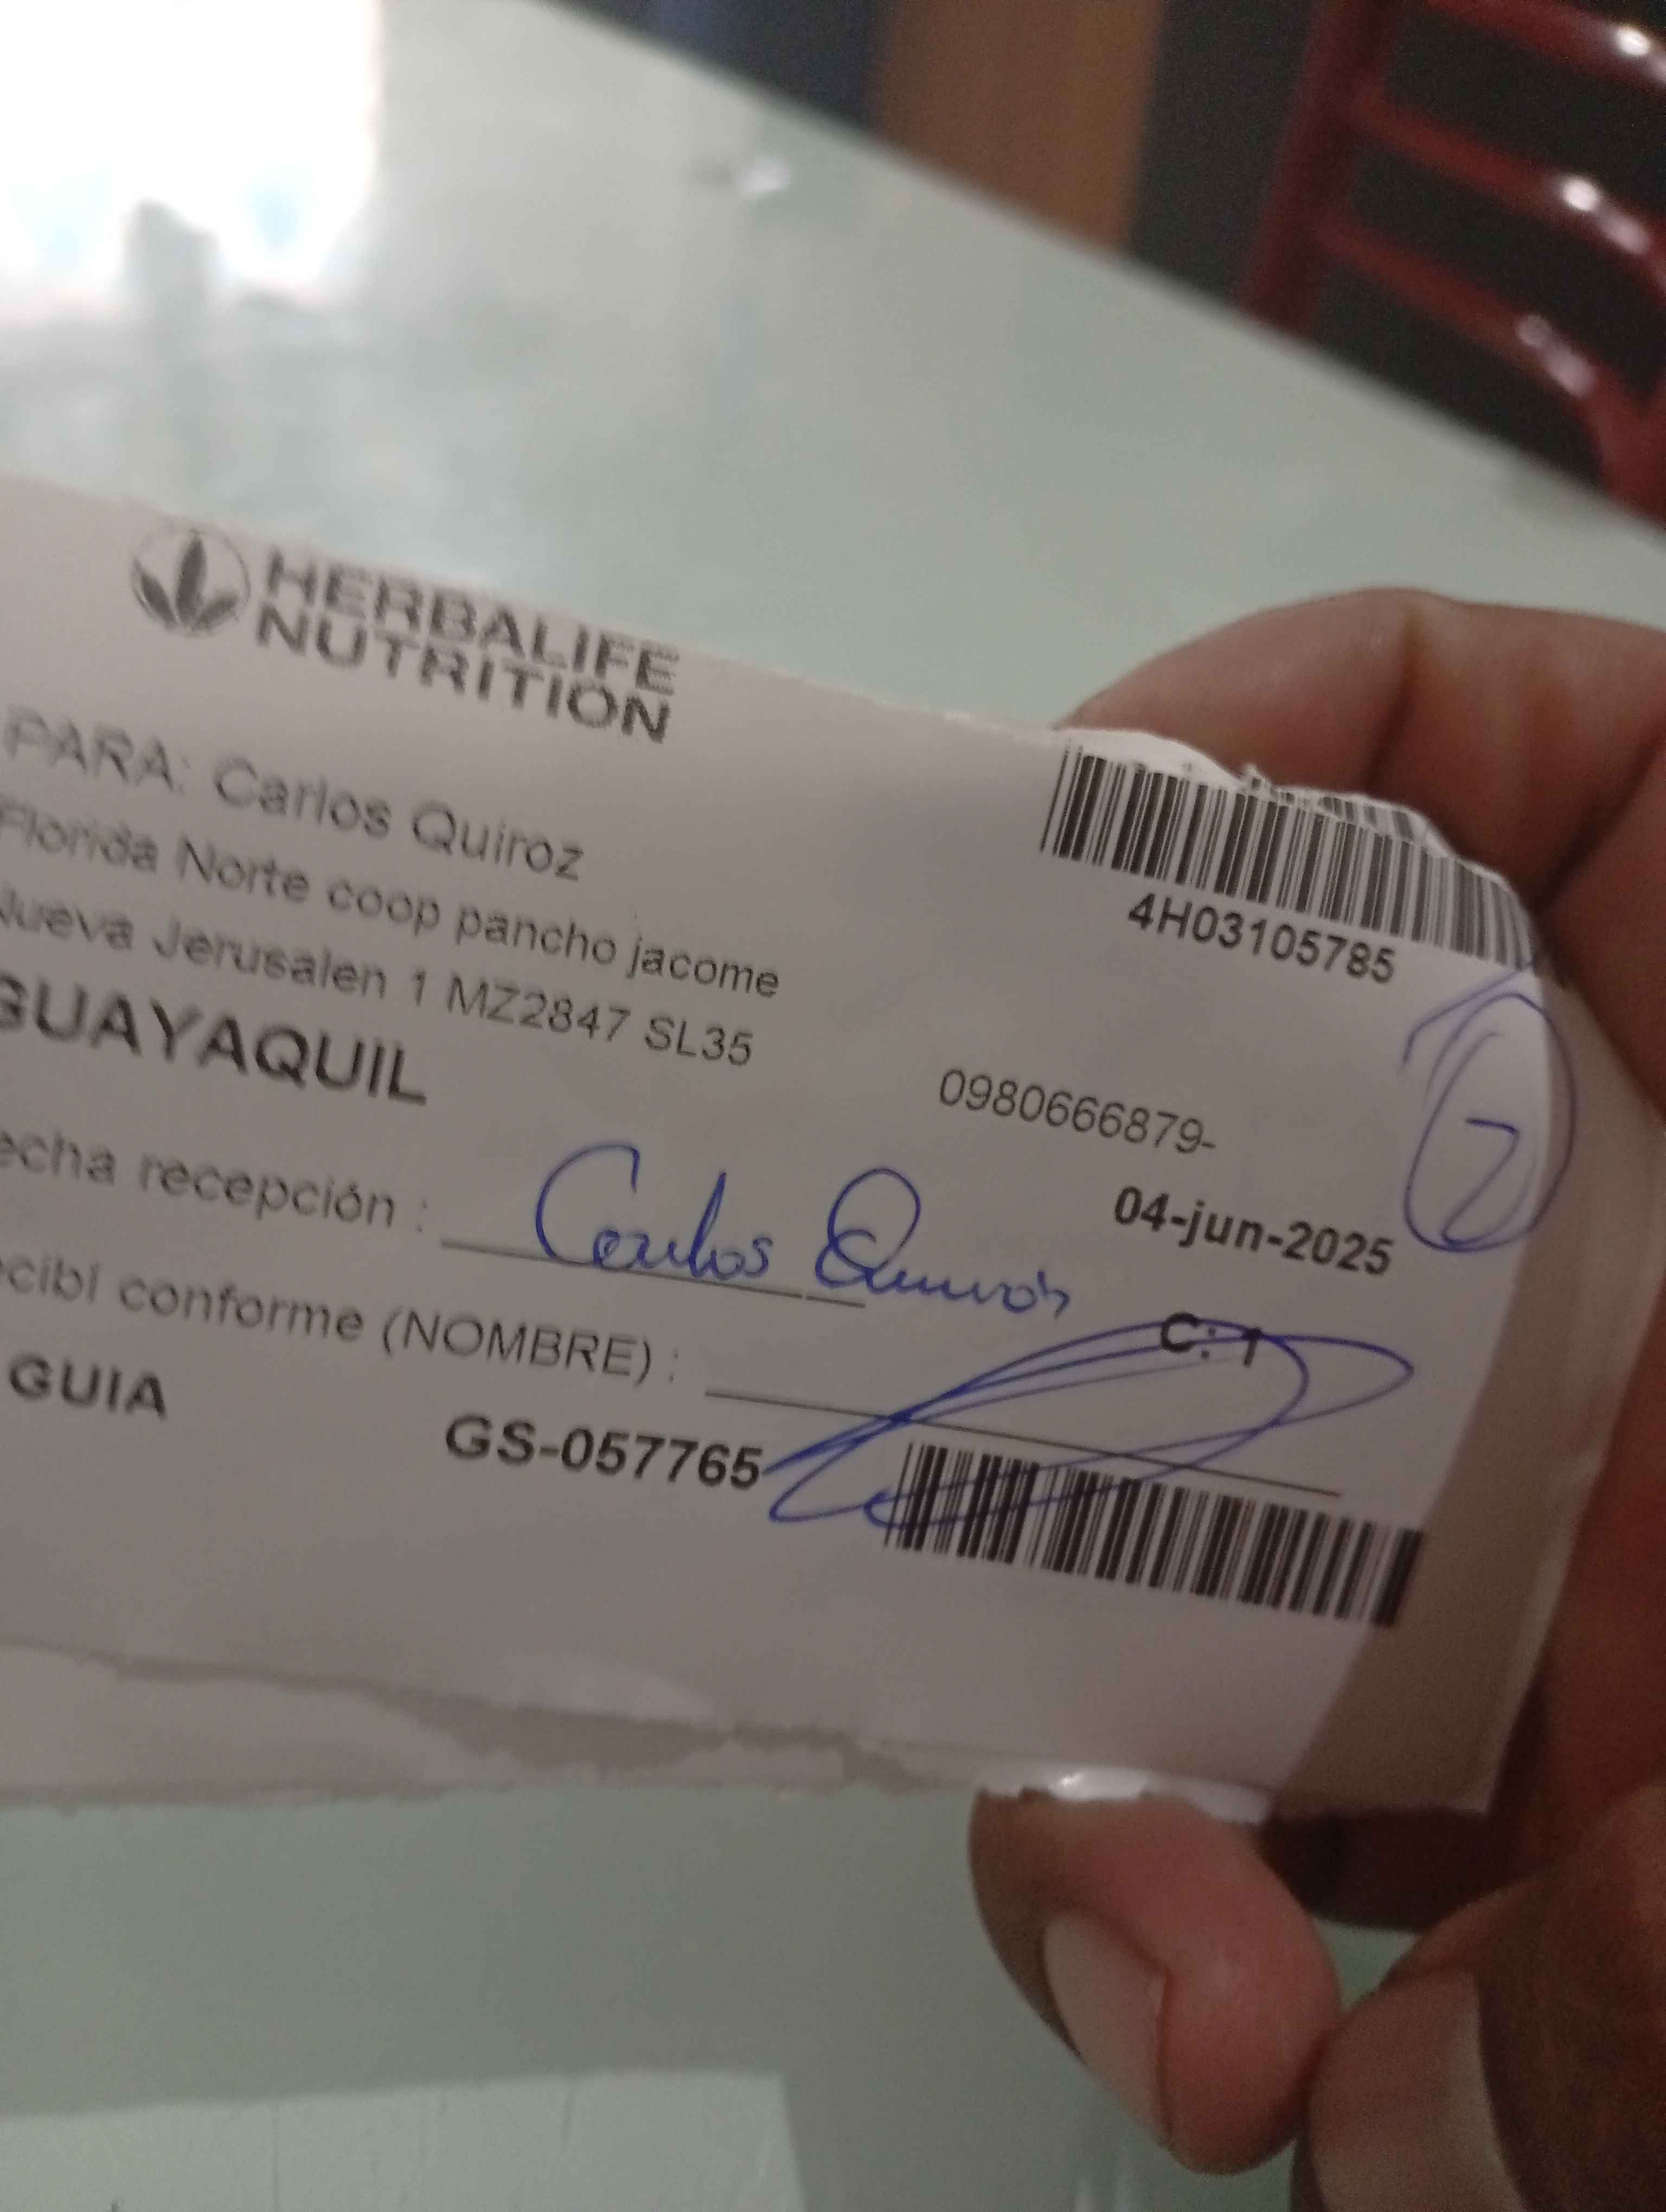 HERBALIFE
NUTRITION
PARA: Carlos Quiroz
Florida Norte coop pancho jacome
Nueva Jerusalen 1 MZ2847 SL35
GUAYAQUIL
4H03105785
0980666879-
04-jun-2025
echa recepción : Carlos
C: 1
cibí conforme (NOMBRE) :
GUIA
GS-057765